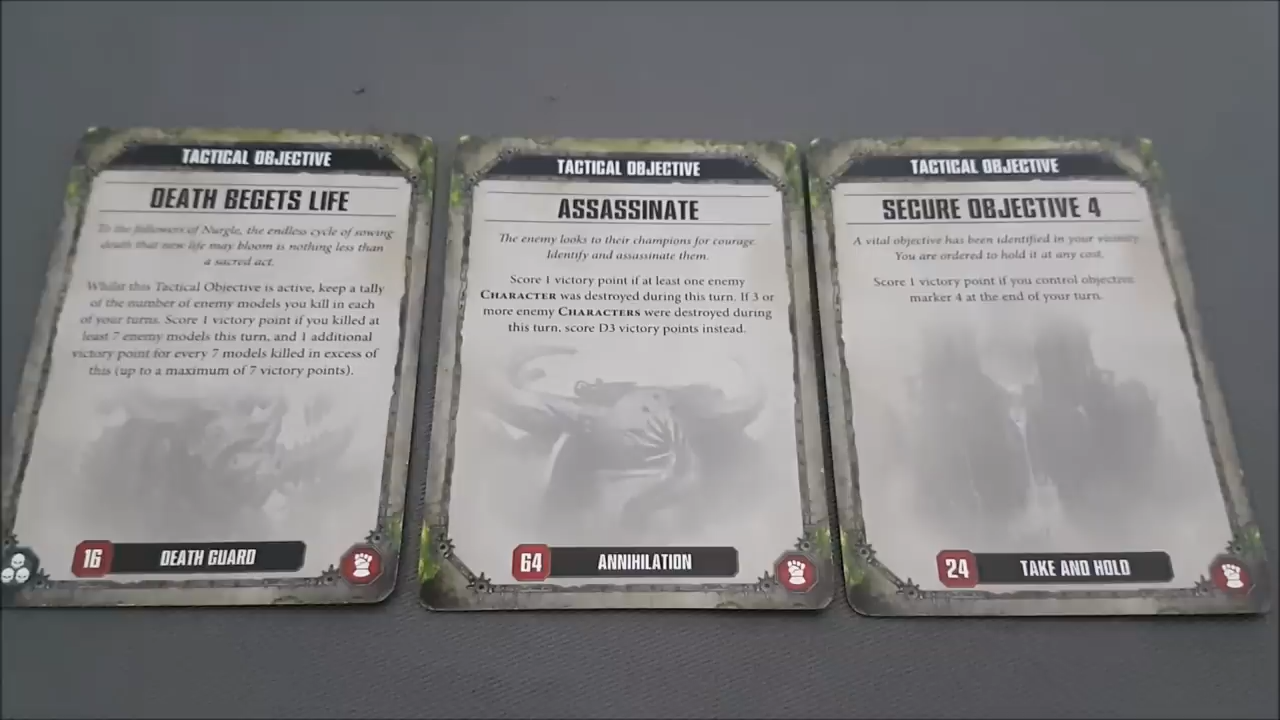 TACTICAL OBJECTIVE
DEATH BEGETS LIFE
To the followers of Nurgle, the endless cycle of sowing
death that new life may bloom is nothing less than
a sacred act.
Whilst this Tactical Objective is active, keep a tally
of the number of enemy models you kill in each
of your turns. Score 1 victory point if you killed at
least 7 enemy models this turn, and 1 additional
victory point for every 7 models killed in excess of
this (up to a maximum of 7 victory points).
16
DEATH GUARD
TACTICAL OBJECTIVE
ASSASSINATE
The enemy looks to their champions for courage.
Identify and assassinate them.
Score 1 victory point if at least one enemy
CHARACTER was destroyed during this turn. If 3 or
more enemy CHARACTERS were destroyed during
this turn, score D3 victory points instead.
64
ANNIHILATION
TACTICAL OBJECTIVE
SECURE OBJECTIVE 4
A vital objective has been identified in your vicinity.
You are ordered to hold it at any cost.
Score 1 victory point if you control objective
marker 4 at the end of your turn.
24
TAKE AND HOLD